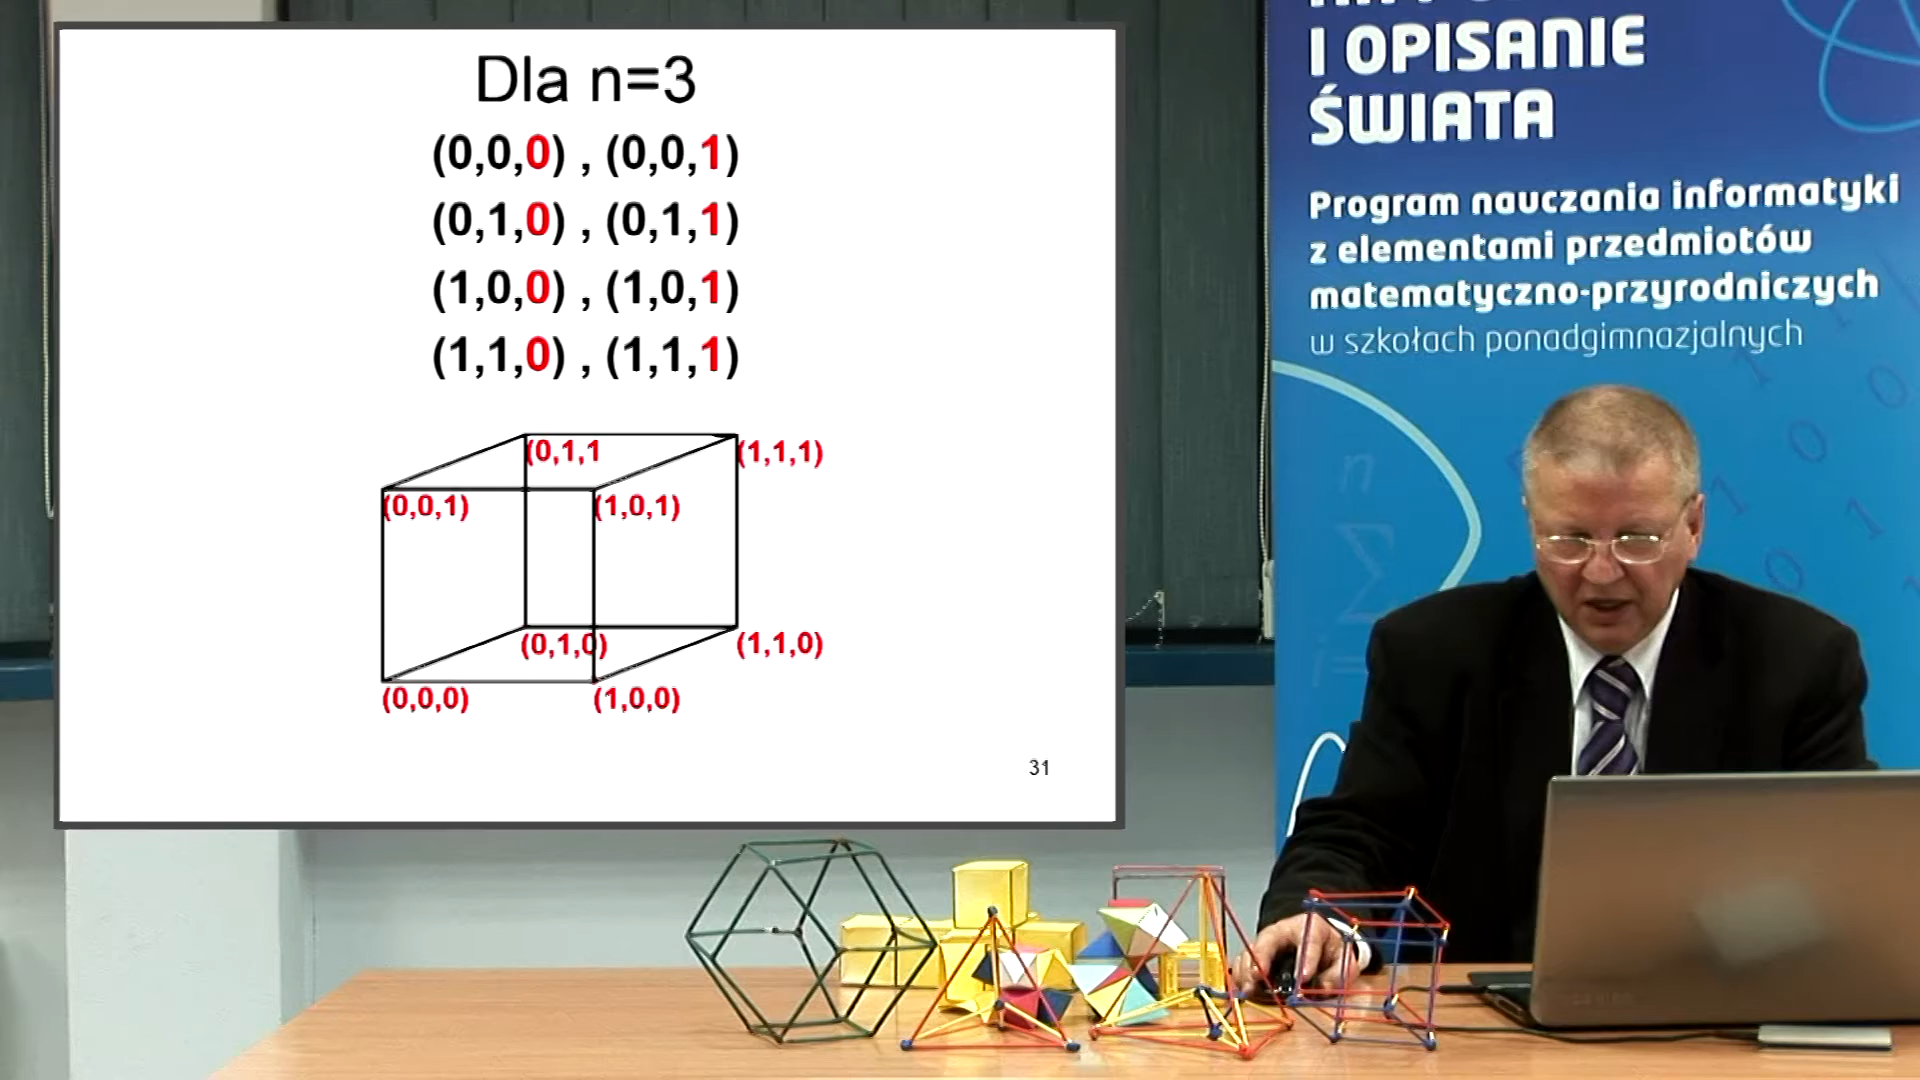 Dla n=3
(0,0,0) , (0,0,1)
(0,1,0) , (0,1,1)
(1,0,0) , (1,0,1)
(1,1,0) , (1,1,1)
(0,1,1
(1,1,1)
(0,0,1)
(1,0,1)
(0,1,0)
(1,1,0)
(0,0,0)
(1,0,0)
31
I OPISANIE
ŚWIATA
Program nauczania informatyki
z elementami przedmiotów
matematyczno-przyrodniczych
w szkołach ponadgimnazjalnych